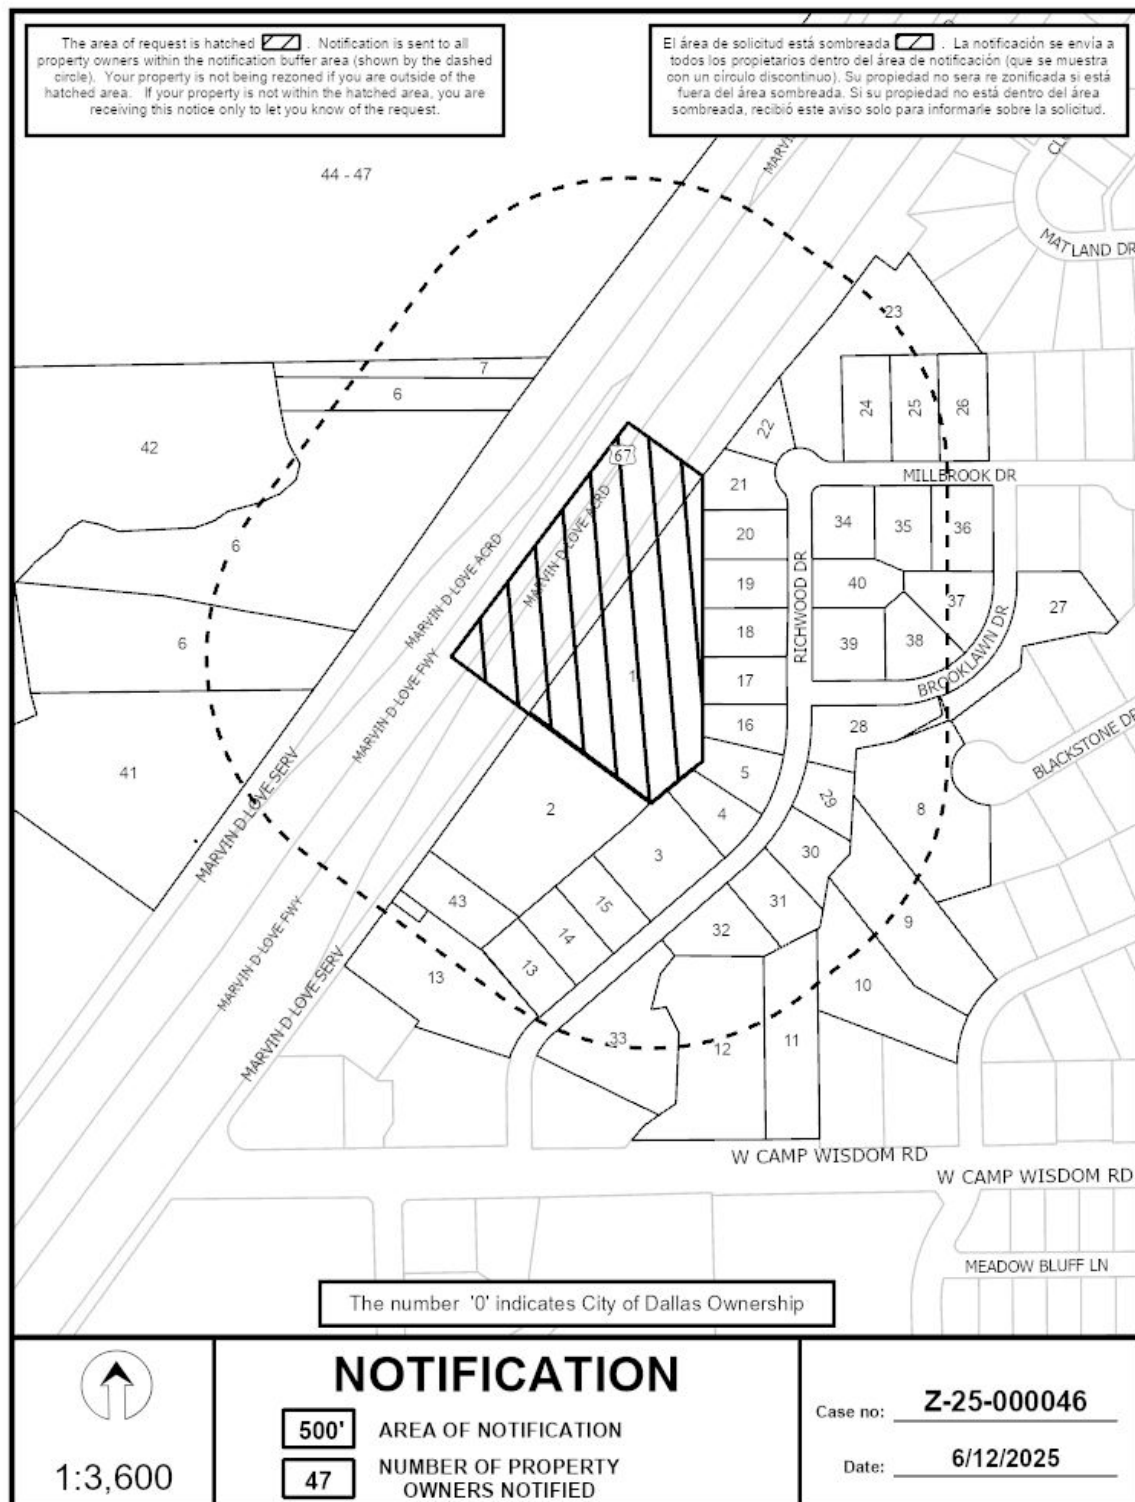 The area of request is hatched . Notification is sent to all
property owners within the notification buffer area (shown by the dashed
circle). Your property is not being rezoned if you are outside of the
hatched area. If your property is not within the hatched area, you are
receiving this notice only to let you know of the request.
El área de solicitud está sombreada . La notificación se envía a
todos los propietarios dentro del área de notificación (que se muestra
con un círculo discontinuo). Su propiedad no sera re zonificada si está
fuera del área sombreada. Si su propiedad no está dentro del área
sombreada, recibió este aviso solo para informarle sobre la solicitud.
44 - 47
MATLAND DR
23
7
6
42
24
25
26
22
67
MILLBROOK DR
21
MARVIN D LOVE ACRD
MARVIN D LOVE ACRD
20
34
35
36
6
RICHWOOD DR
19
40
37
27
18
6
39
38
BROOKLAWN DR
MARVIN D LOVE FWY
1
17
16
28
BLACKSTONE DR
41
5
MARVIN D LOVE SERV
2
4
29
8
3
30
43
15
31
9
14
32
MARVIN D LOVE FWY
13
13
10
MARVIN D LOVE SERV
33
12
11
W CAMP WISDOM RD
W CAMP WISDOM RD
MEADOW BLUFF LN
The number '0' indicates City of Dallas Ownership
1:3,600
NOTIFICATION
500' AREA OF NOTIFICATION
47 NUMBER OF PROPERTY
OWNERS NOTIFIED
Case no: Z-25-000046
Date: 6/12/2025